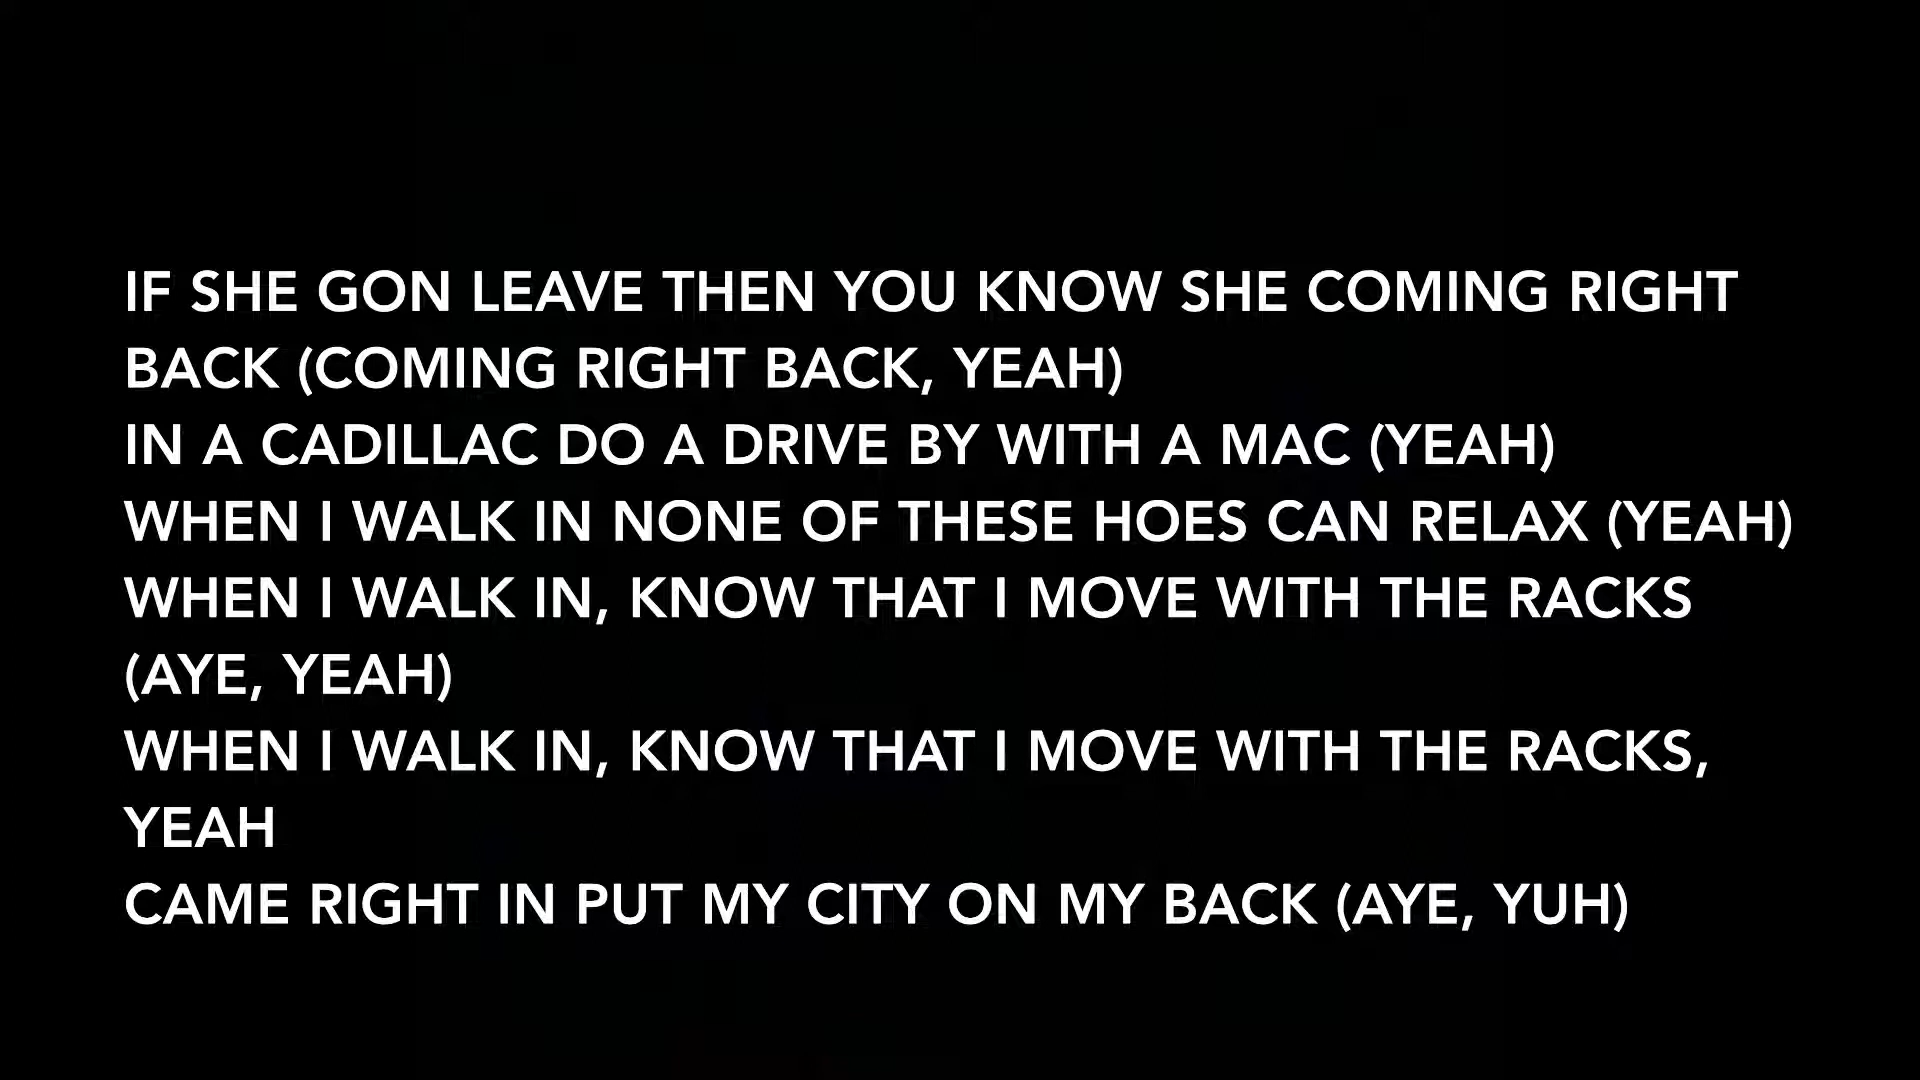 IF SHE GON LEAVE THEN YOU KNOW SHE COMING RIGHT
BACK (COMING RIGHT BACK, YEAH)
IN A CADILLAC DO A DRIVE BY WITH A MAC (YEAH)
WHEN I WALK IN NONE OF THESE HOES CAN RELAX (YEAH)
WHEN I WALK IN, KNOW THAT I MOVE WITH THE RACKS
(AYE, YEAH)
WHEN I WALK IN, KNOW THAT I MOVE WITH THE RACKS,
YEAH
CAME RIGHT IN PUT MY CITY ON MY BACK (AYE, YUH)